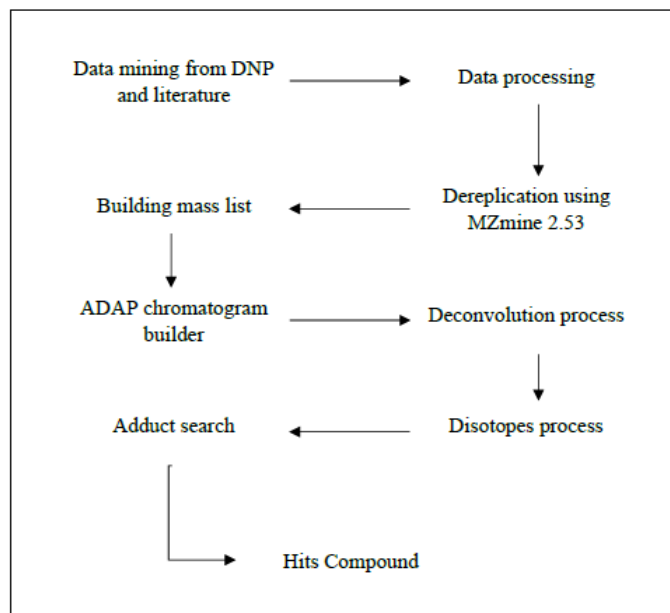 Data mining from DNP
and literature
Data processing
Building mass list
Dereplication using
MZmine 2.53
ADAP chromatogram
builder
Deconvolution process
Adduct search
Disotopes process
Hits Compound